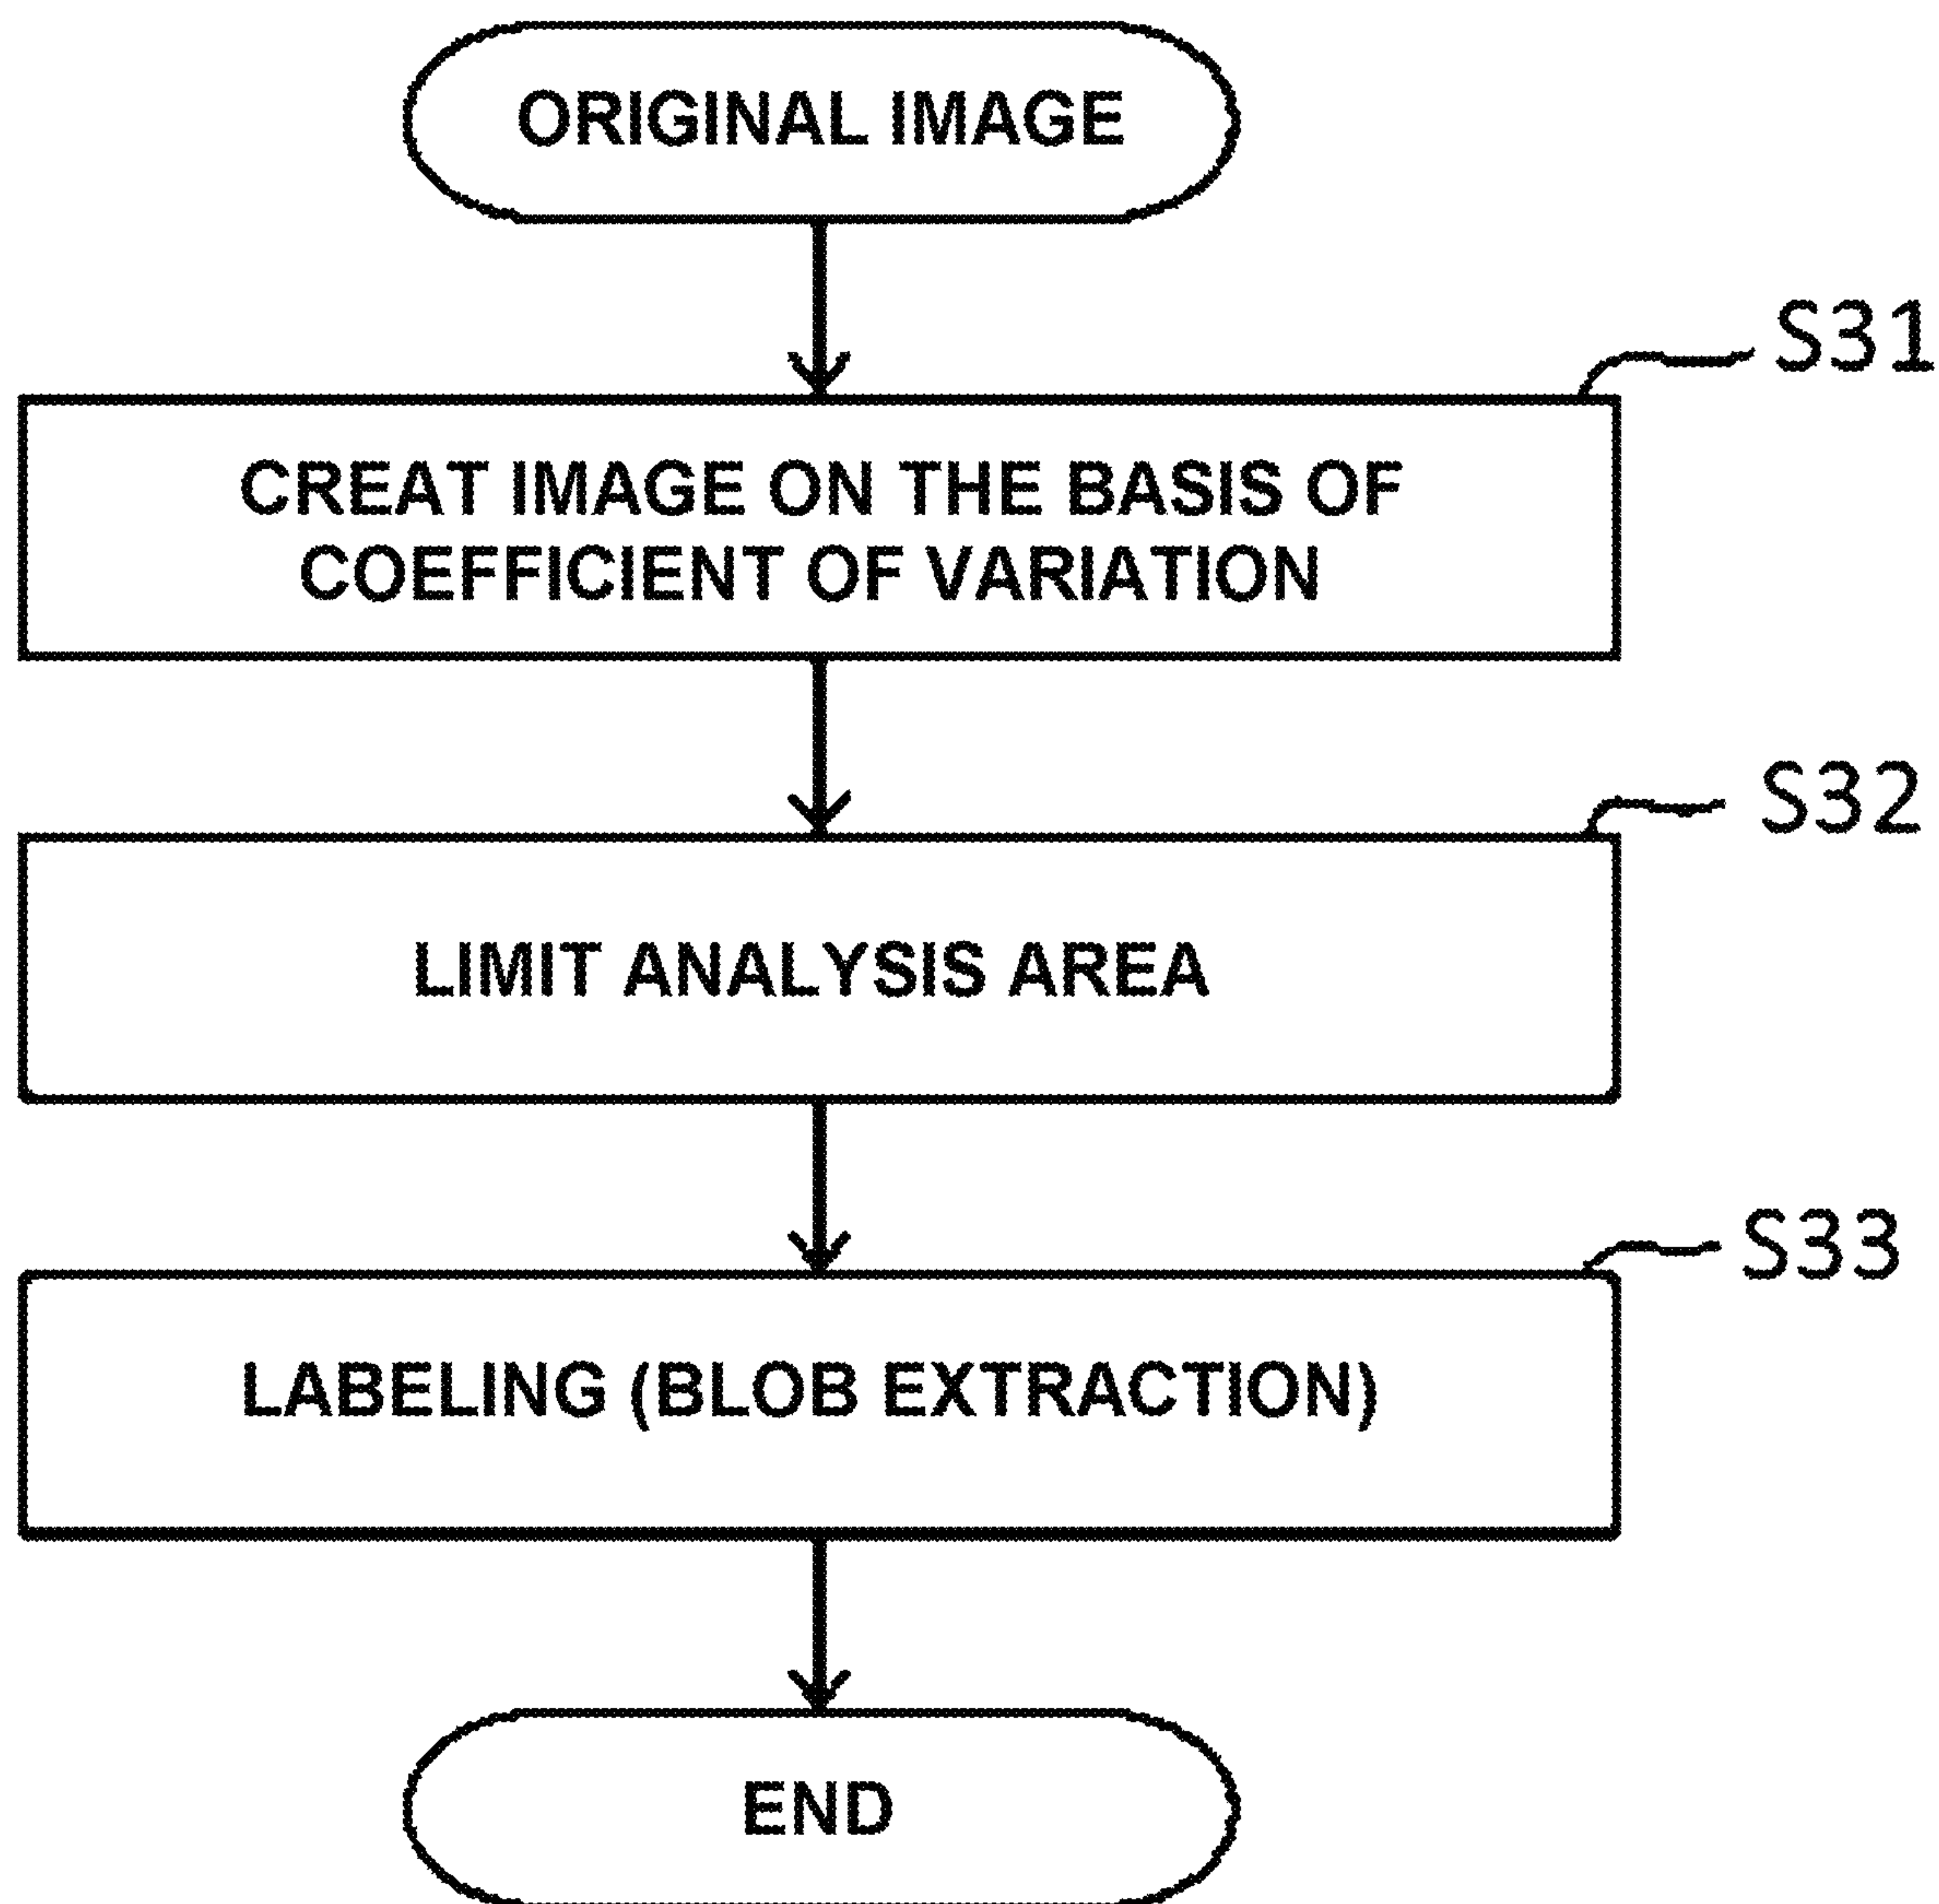 ORIGINAL IMAGE
S31
CREAT IMAGE ON THE BASIS OF
COEFFICIENT OF VARIATION
S32
LIMIT ANALYSIS AREA
S33
LABELING (BLOB EXTRACTION)
END